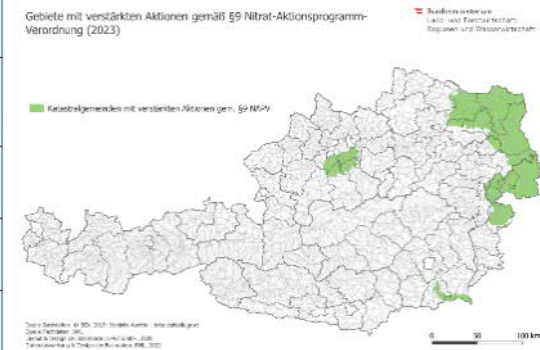 Gebiete mit verstärkten Aktionen gemäß §9 Nitrat-Aktionsprogramm-
Verordnung (2023)
Bundesministerium
Land- und Forstwirtschaft,
Regionen und Wasserwirtschaft
Katastralgemeinden mit verstärkten Aktionen gem. §9 NAPV
0 50 100 km